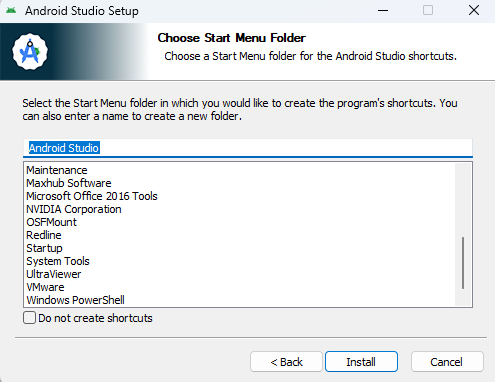 Android Studio Setup
Choose Start Menu Folder
Choose a Start Menu folder for the Android Studio shortcuts.
Select the Start Menu folder in which you would like to create the program's shortcuts. You
can also enter a name to create a new folder.
Android Studio
Maintenance
Maxhub Software
Microsoft Office 2016 Tools
NVIDIA Corporation
OSFMount
Redline
Startup
System Tools
UltraViewer
VMware
Windows PowerShell
Do not create shortcuts
< Back
Install
Cancel